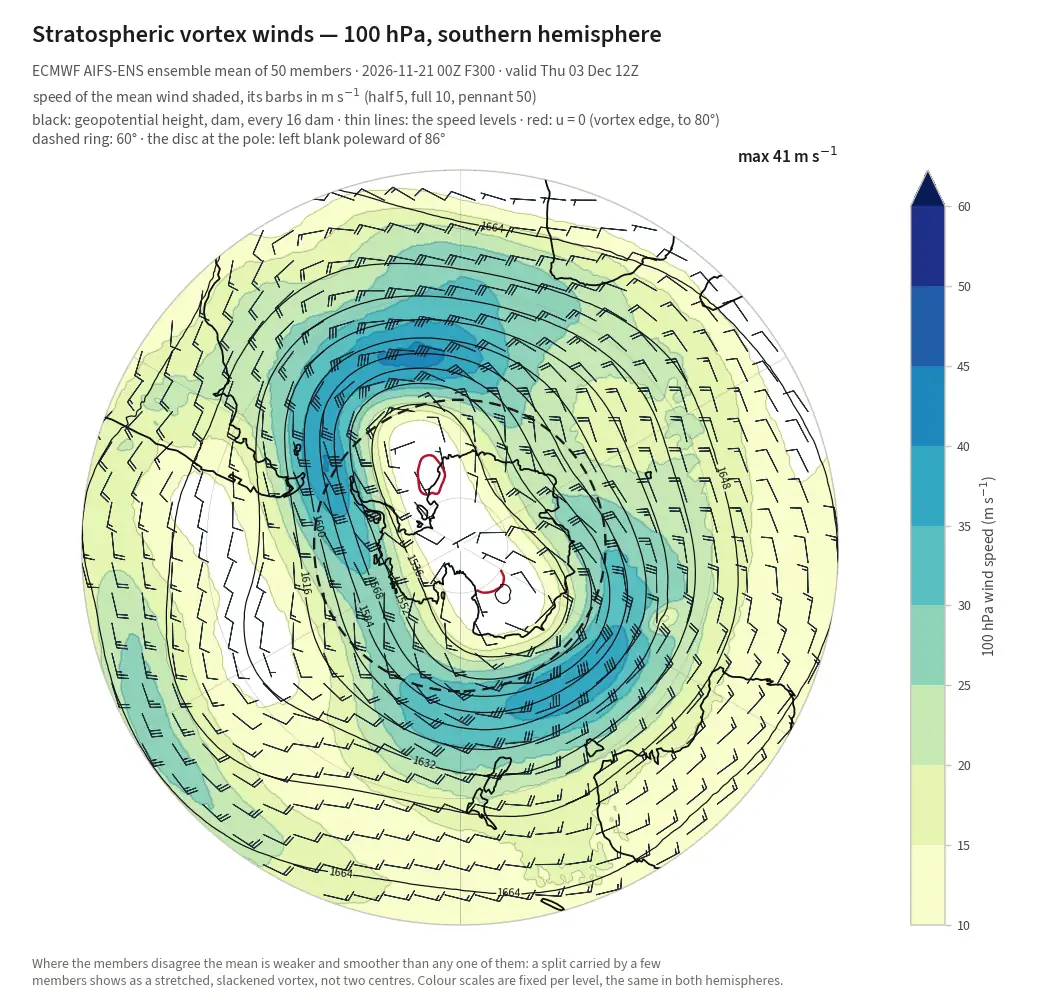 Stratospheric vortex winds — 100 hPa, southern hemisphere
ECMWF AIFS-ENS ensemble mean of 50 members · 2026-11-21 00Z F300 · valid Thu 03 Dec 12Z
speed of the mean wind shaded, its barbs in m s⁻¹ (half 5, full 10, pennant 50)
black: geopotential height, dam, every 16 dam · thin lines: the speed levels · red: u = 0 (vortex edge, to 80°)
dashed ring: 60° · the disc at the pole: left blank poleward of 86°
max 41 m s⁻¹
60
50
45
40
35
30
25
20
15
10
100 hPa wind speed (m s⁻¹)
1664
1648
1600
1616
1536
1568
1552
1584
1632
1664
1664
Where the members disagree the mean is weaker and smoother than any one of them: a split carried by a few
members shows as a stretched, slackened vortex, not two centres. Colour scales are fixed per level, the same in both hemispheres.